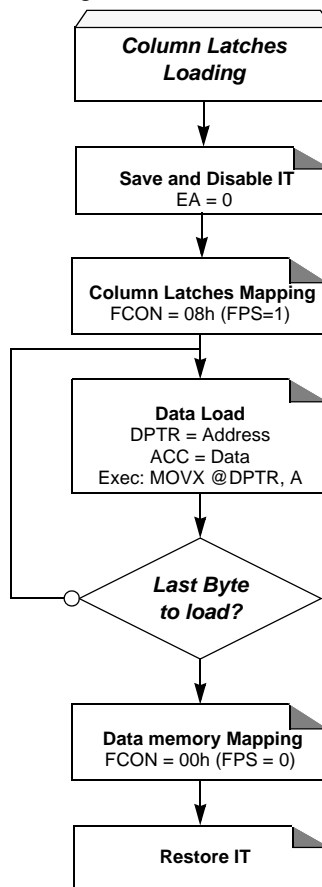 Column Latches
Loading
Save and Disable IT
EA = 0
Column Latches Mapping
FCON = 08h (FPS=1)
Data Load
DPTR = Address
ACC = Data
Exec: MOVX @DPTR, A
Last Byte
to load?
Data memory Mapping
FCON = 00h (FPS = 0)
Restore IT